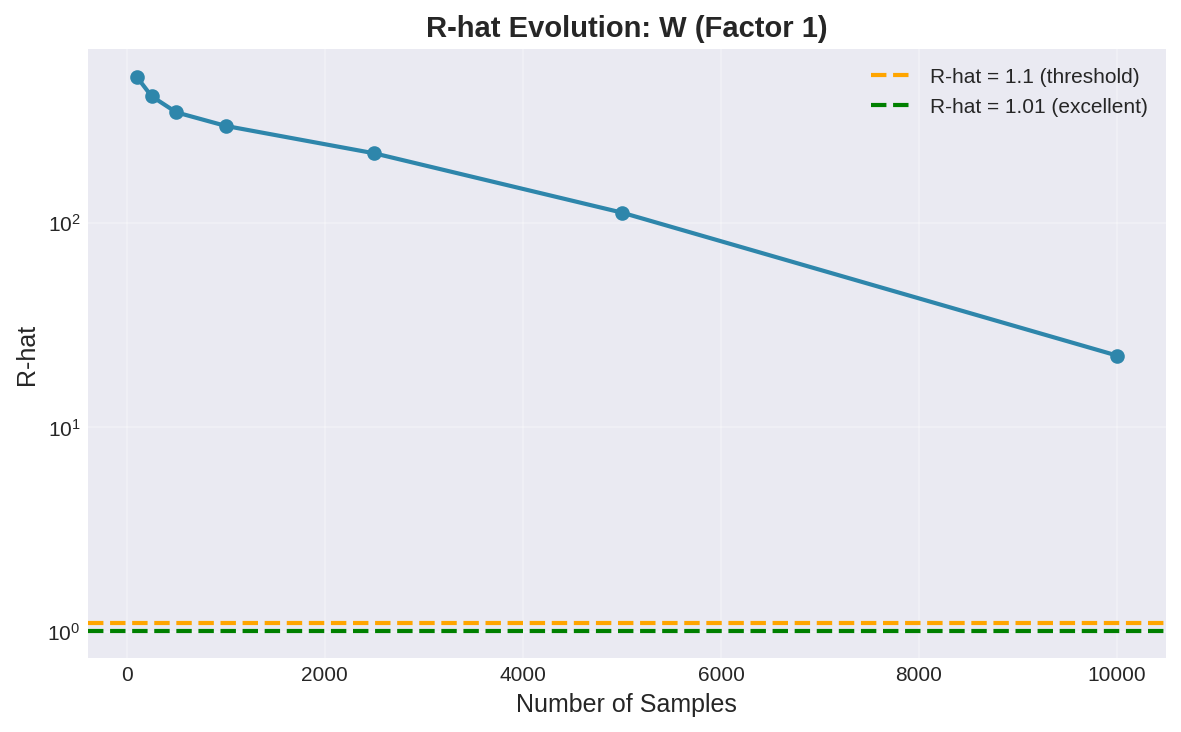 R-hat Evolution: W (Factor 1)
R-hat = 1.1 (threshold)
R-hat = 1.01 (excellent)
10²
10¹
10⁰
R-hat
0 2000 4000 6000 8000 10000
Number of Samples